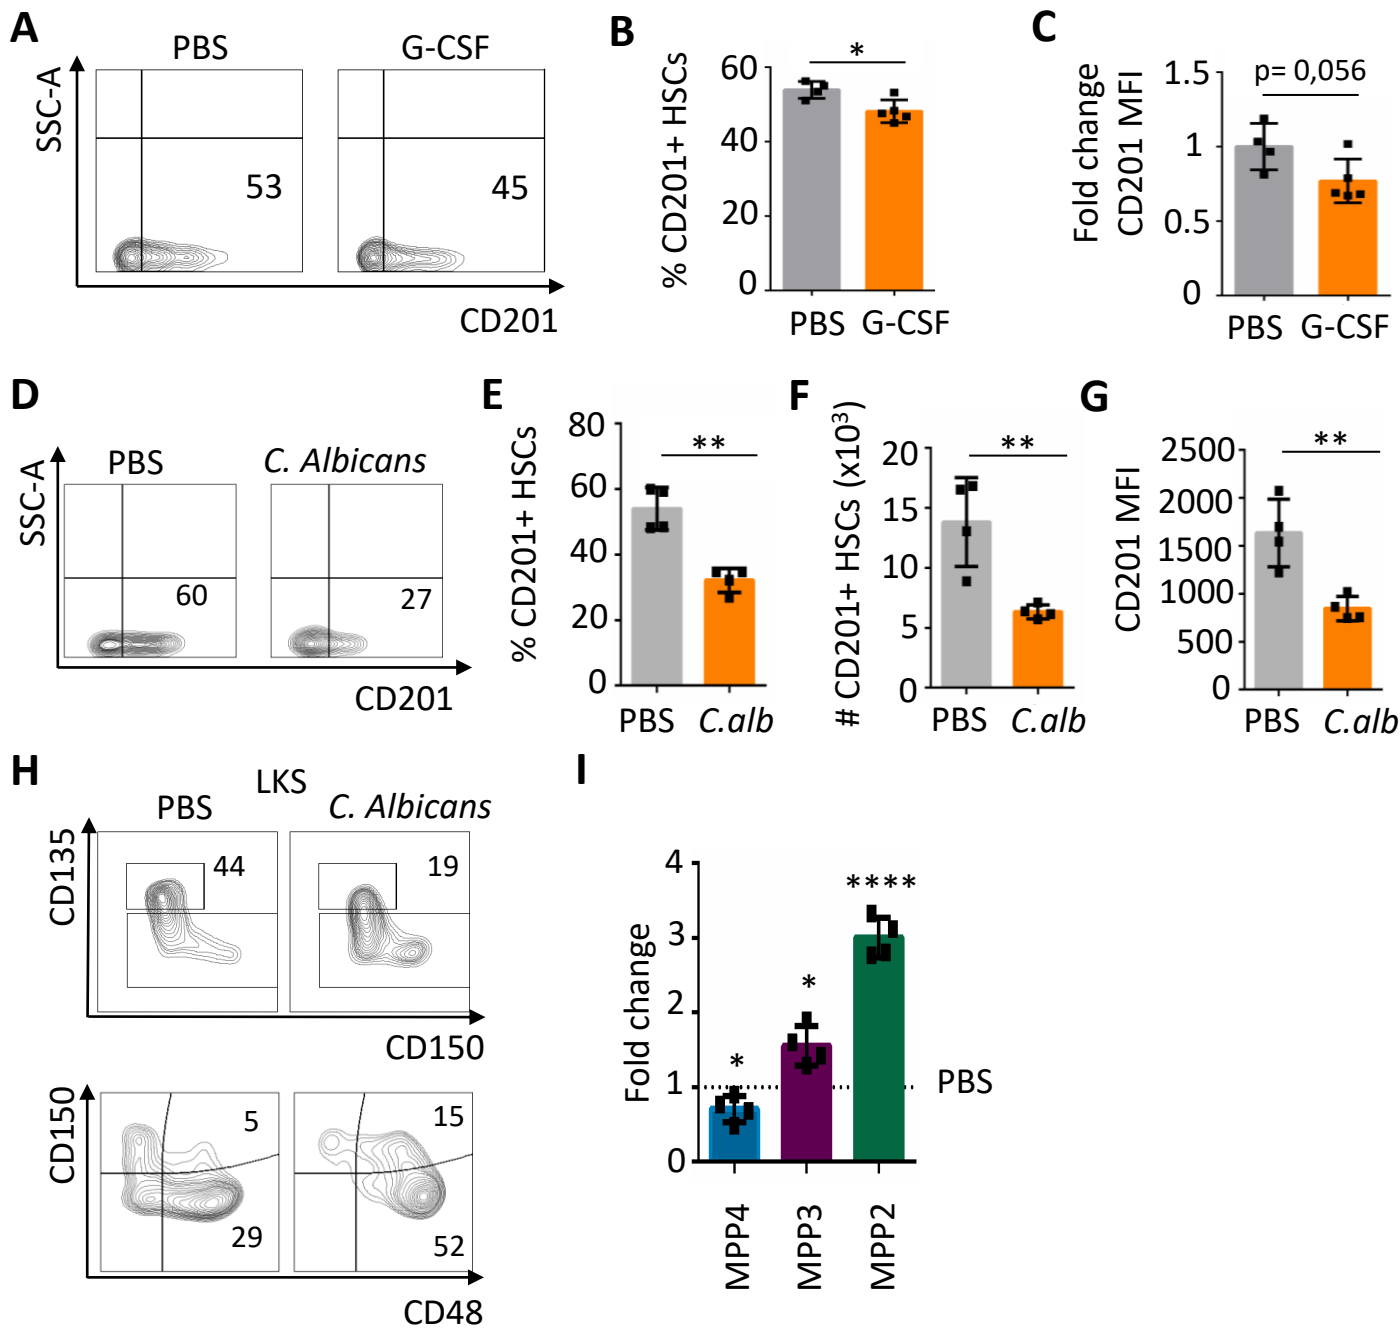 A
PBS
G-CSF
SSC-A
53
45
CD201
B
% CD201+ HSCs
60
40
20
0
*
PBS
G-CSF
C
Fold change
CD201 MFI
1.5
1
0.5
0
p= 0,056
PBS
G-CSF
D
PBS
C. Albicans
SSC-A
60
27
CD201
E
% CD201+ HSCs
80
60
40
20
0
**
PBS
C.alb
F
# CD201+ HSCs (x10³)
20
15
10
5
0
**
PBS
C.alb
G
CD201 MFI
2500
2000
1500
1000
500
0
**
PBS
C.alb
H
LKS
PBS
C. Albicans
CD135
44
19
CD150
CD150
5
15
29
52
CD48
I
Fold change
4
3
2
1
0
*
*
****
PBS
MPP4
MPP3
MPP2